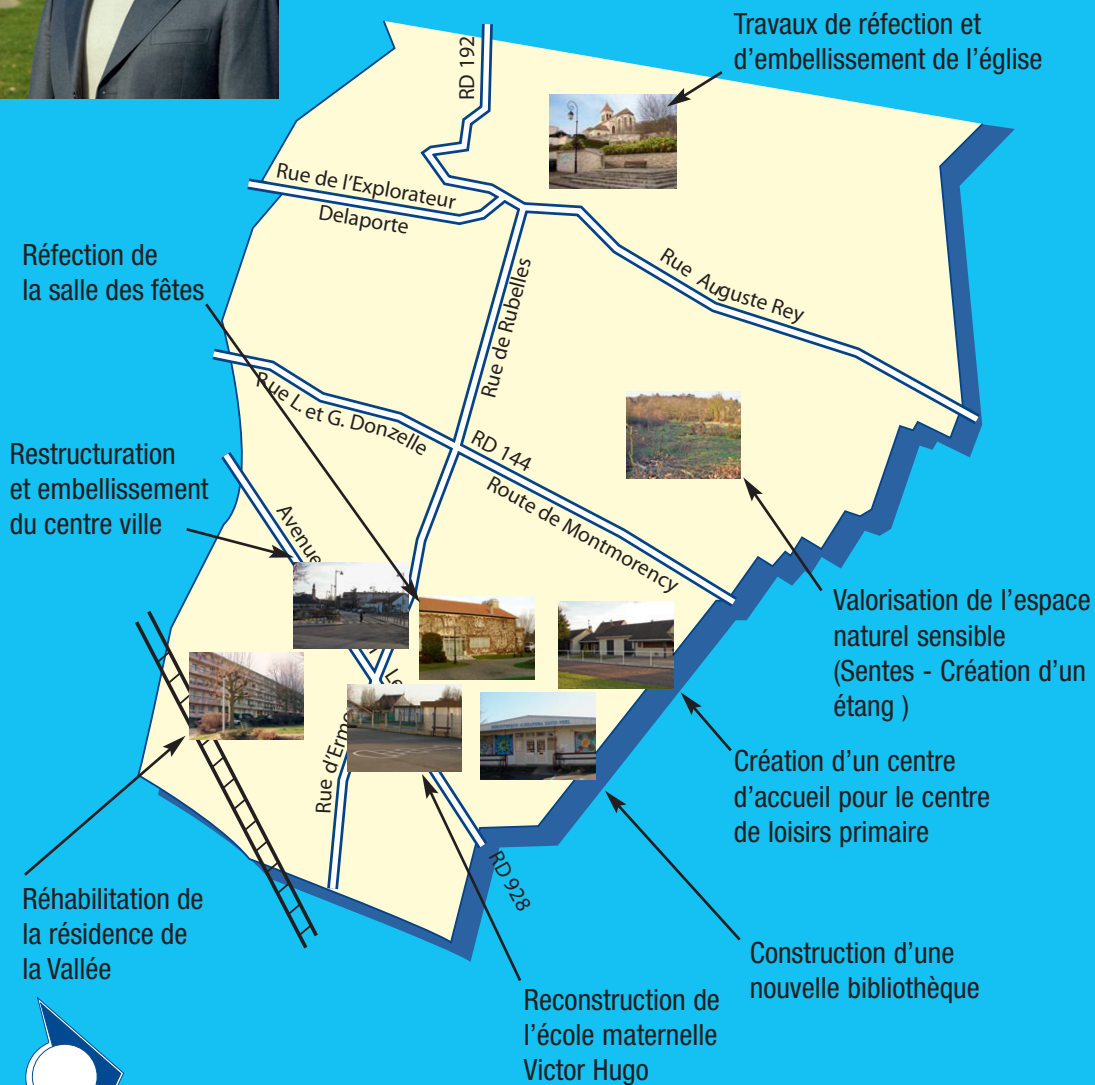 Travaux de réfection et
d'embellissement de l'église
RD 192
Rue de l'Explorateur
Delaporte
Réfection de
la salle des fêtes
Rue Auguste Rey
Rue de Rubelles
Rue L. et G. Donzelle
RD 144
Route de Montmorency
Restructuration
et embellissement
du centre ville
Avenue
Le
Valorisation de l'espace
naturel sensible
(Sentes - Création d'un
étang )
Rue d'Erm
Création d'un centre
d'accueil pour le centre
de loisirs primaire
RD 928
Réhabilitation de
la résidence de
la Vallée
Construction d'une
nouvelle bibliothèque
Reconstruction de
l'école maternelle
Victor Hugo